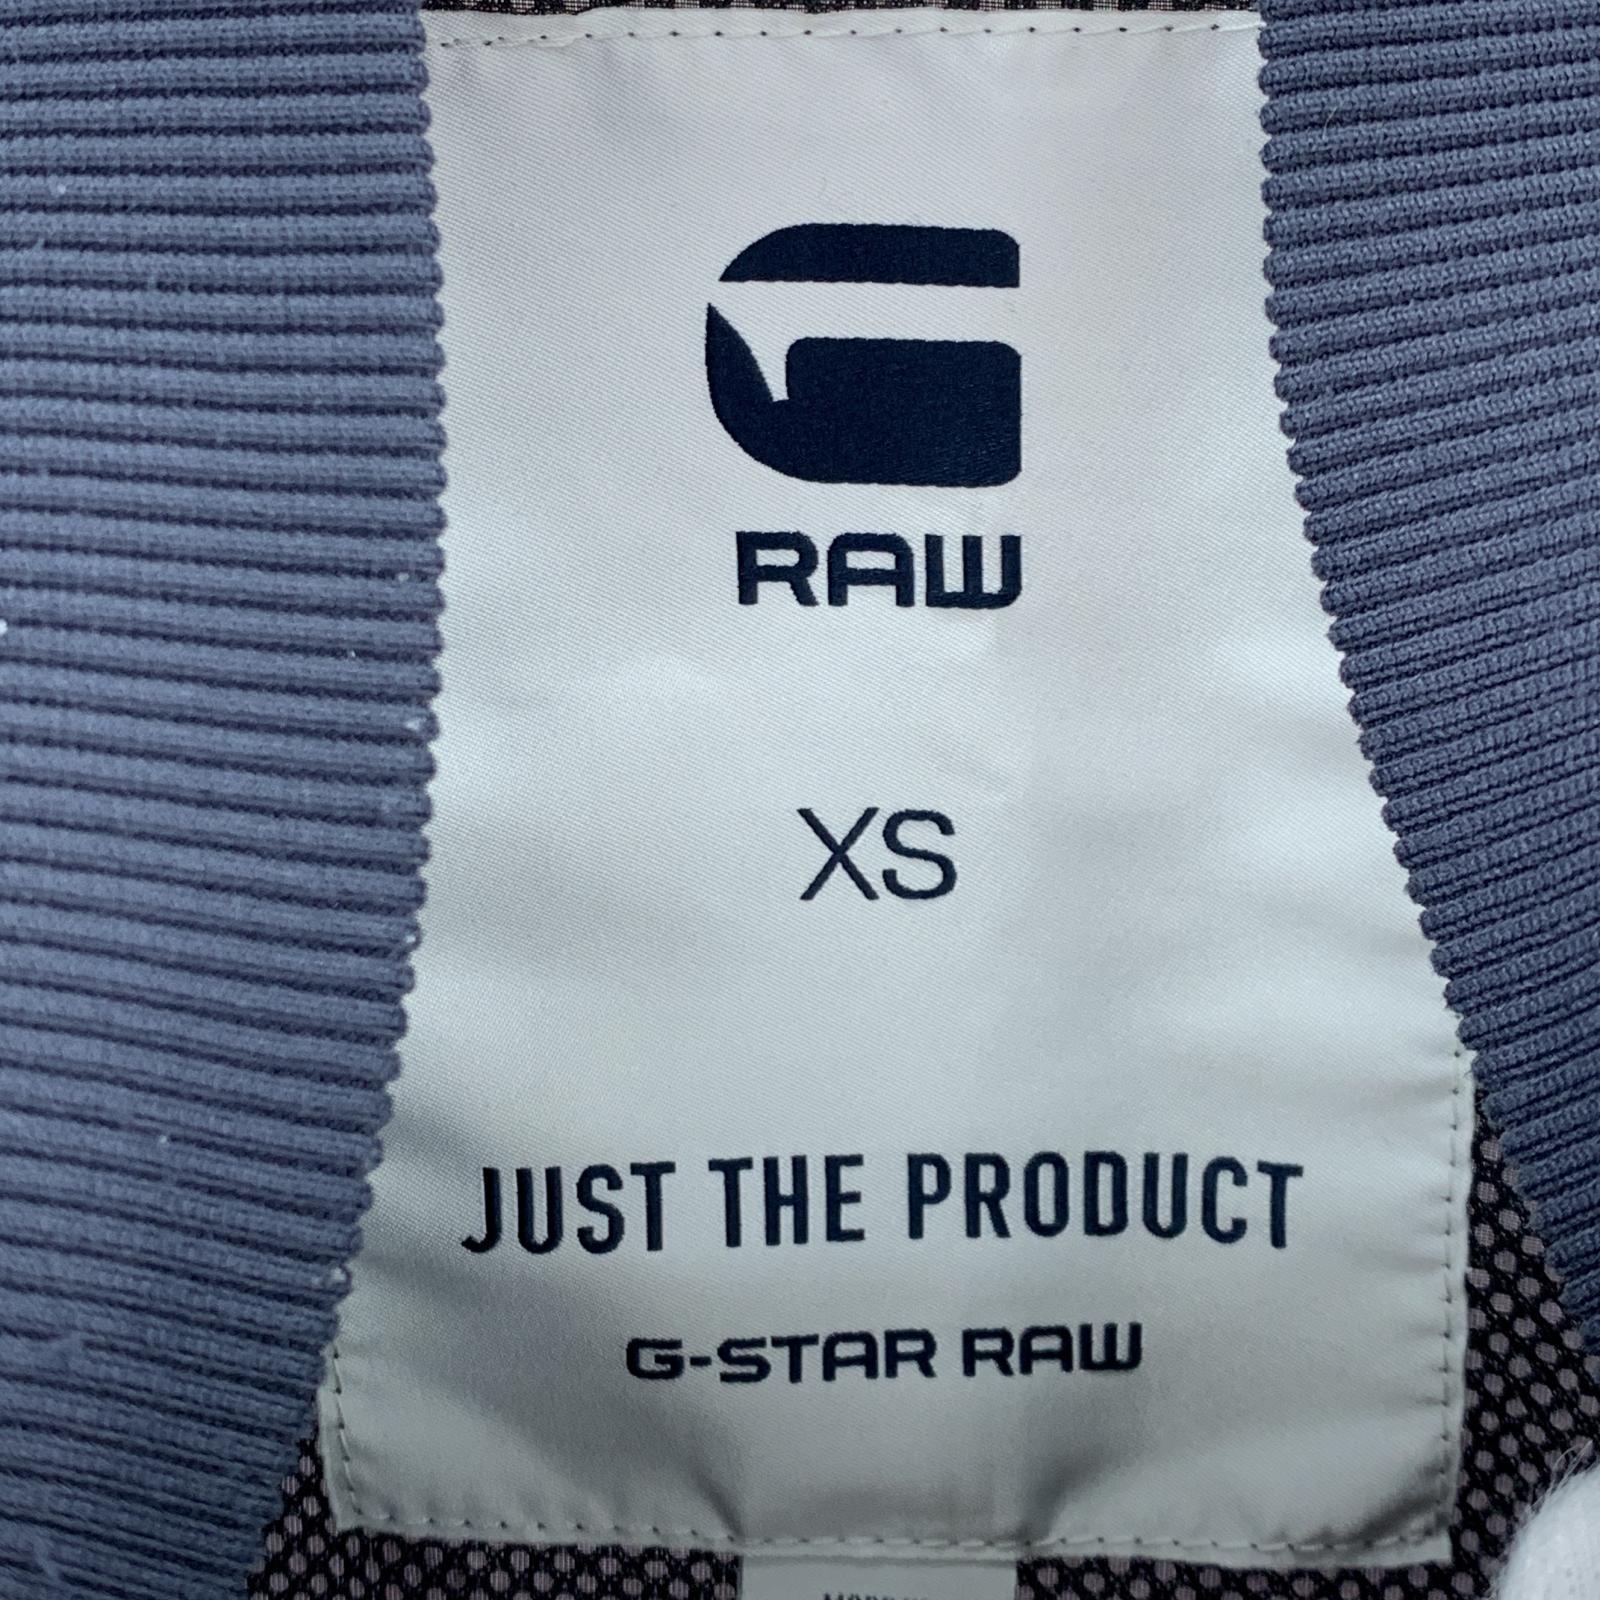 G
RAW
XS
JUST THE PRODUCT
G-STAR RAW